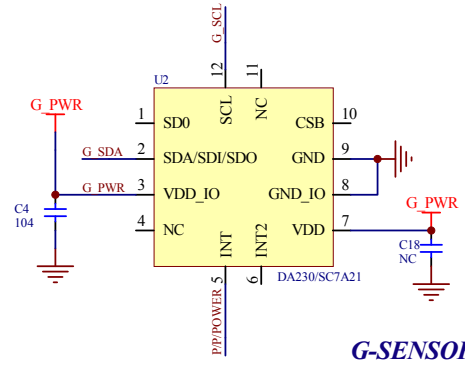 G_SCL
U2
12
11
SCL
NC
G_PWR
1
SD0
CSB
10
G_SDA
2
SDA/SDI/SDO
GND
9
G_PWR
3
VDD_IO
GND_IO
8
C4
104
4
NC
VDD
7
G_PWR
INT
INT2
C18
NC
5
6
DA230/SC7A21
P/P/POWER
G-SENSOR